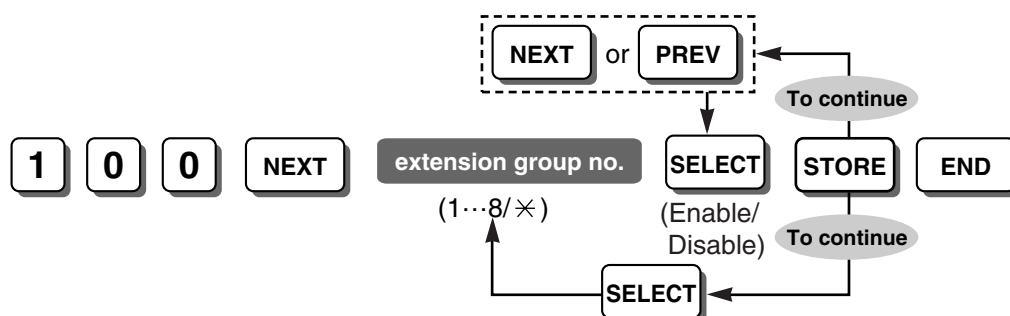 NEXT or PREV
To continue
1 0 0 NEXT extension group no. SELECT STORE END
(1···8/✳)
(Enable/
Disable)
To continue
SELECT